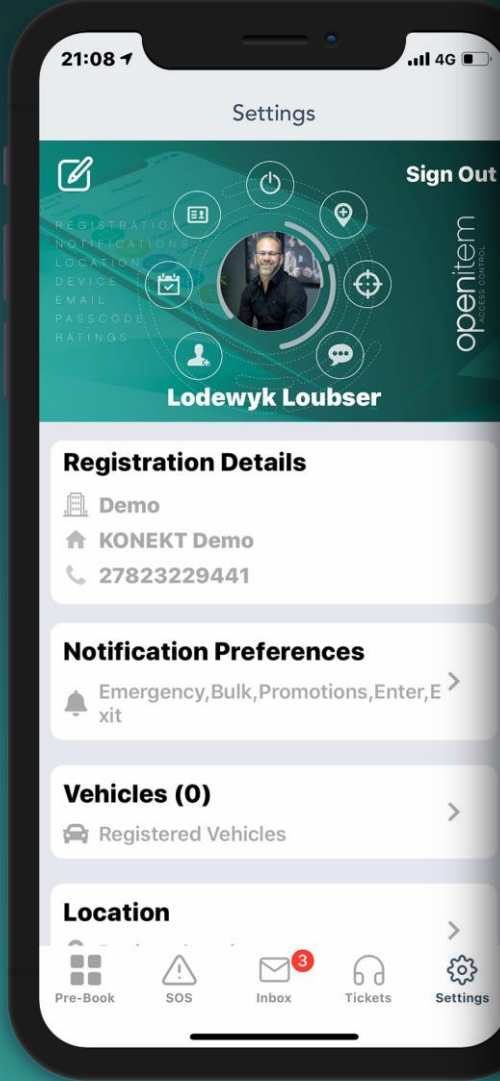 21:08
4G
Settings
Sign Out
REGISTRATION
NOTIFICATIONS
LOCATION
DEVICE
EMAIL
PASSCODE
RATINGS
openitem
ACCESS CONTROL
Lodewyk Loubser
Registration Details
Demo
KONEKT Demo
27823229441
Notification Preferences
Emergency,Bulk,Promotions,Enter,E
xit
Vehicles (0)
Registered Vehicles
Location
3
Pre-Book
SOS
Inbox
Tickets
Settings